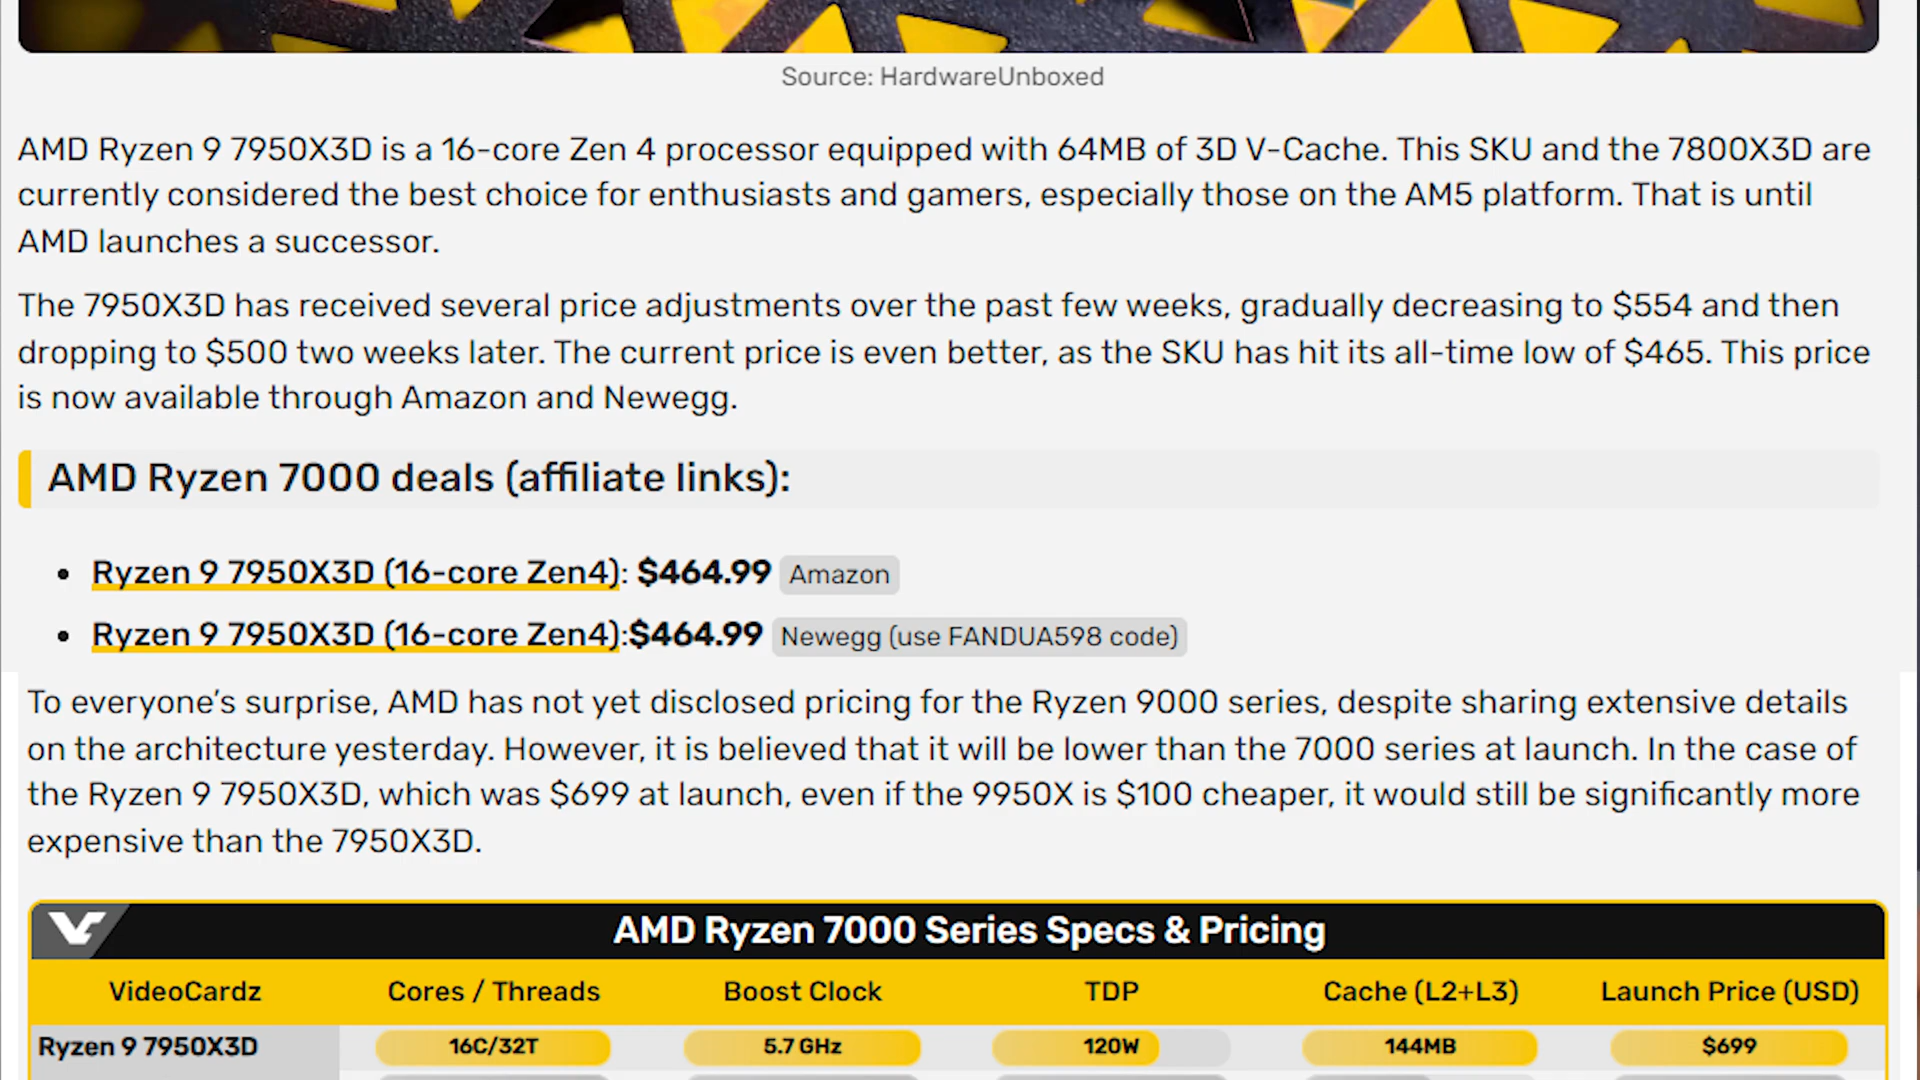 Source: HardwareUnboxed
AMD Ryzen 9 7950X3D is a 16-core Zen 4 processor equipped with 64MB of 3D V-Cache. This SKU and the 7800X3D are
currently considered the best choice for enthusiasts and gamers, especially those on the AM5 platform. That is until
AMD launches a successor.
The 7950X3D has received several price adjustments over the past few weeks, gradually decreasing to $554 and then
dropping to $500 two weeks later. The current price is even better, as the SKU has hit its all-time low of $465. This price
is now available through Amazon and Newegg.
AMD Ryzen 7000 deals (affiliate links):
• Ryzen 9 7950X3D (16-core Zen4): $464.99 Amazon
• Ryzen 9 7950X3D (16-core Zen4):$464.99 Newegg (use FANDUA598 code)
To everyone's surprise, AMD has not yet disclosed pricing for the Ryzen 9000 series, despite sharing extensive details
on the architecture yesterday. However, it is believed that it will be lower than the 7000 series at launch. In the case of
the Ryzen 9 7950X3D, which was $699 at launch, even if the 9950X is $100 cheaper, it would still be significantly more
expensive than the 7950X3D.
AMD Ryzen 7000 Series Specs & Pricing
VideoCardz Cores / Threads Boost Clock TDP Cache (L2+L3) Launch Price (USD)
Ryzen 9 7950X3D 16C/32T 5.7 GHz 120W 144MB $699